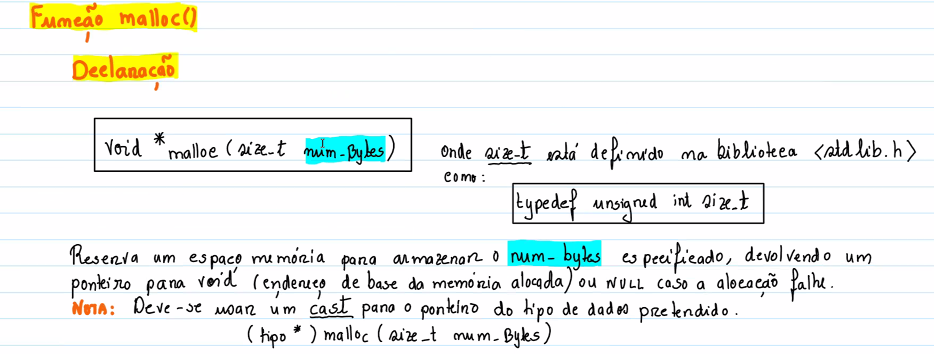 Função malloc()
Declaração
void * malloc (size_t num_Bytes)
onde size_t está definido na biblioteca <stdlib.h>
como:
typedef unsigned int size_t
Reserva um espaço memória para armazenar o num_bytes especificado, devolvendo um
ponteiro para void (endereço de base da memória alocada) ou NULL caso a alocação falhe.
NOTA: Deve-se usar um cast para o ponteiro do tipo de dados pretendido.
(tipo *) malloc (size_t num_Bytes)